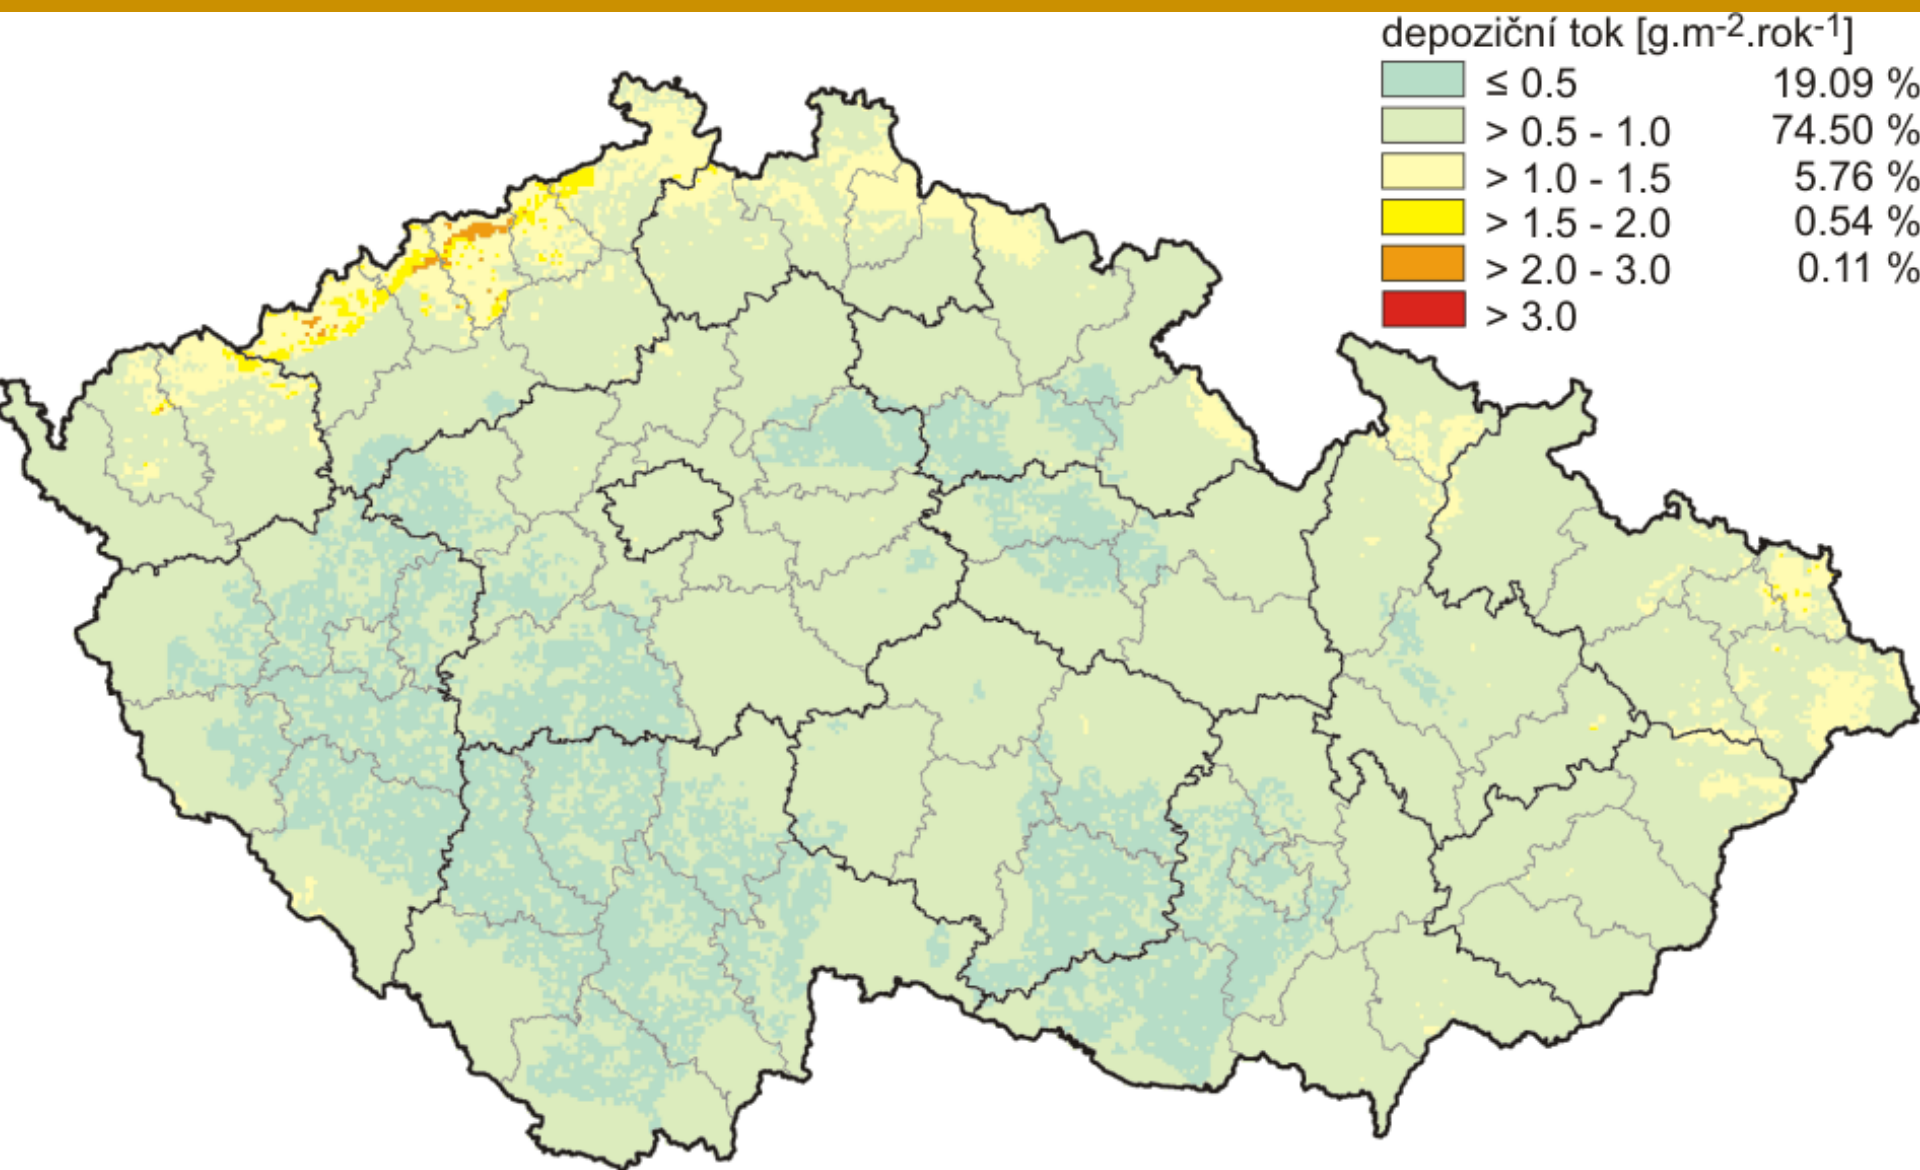 depoziční tok [g.m-2.rok-1]
≤ 0.5 19.09 %
> 0.5 - 1.0 74.50 %
> 1.0 - 1.5 5.76 %
> 1.5 - 2.0 0.54 %
> 2.0 - 3.0 0.11 %
> 3.0